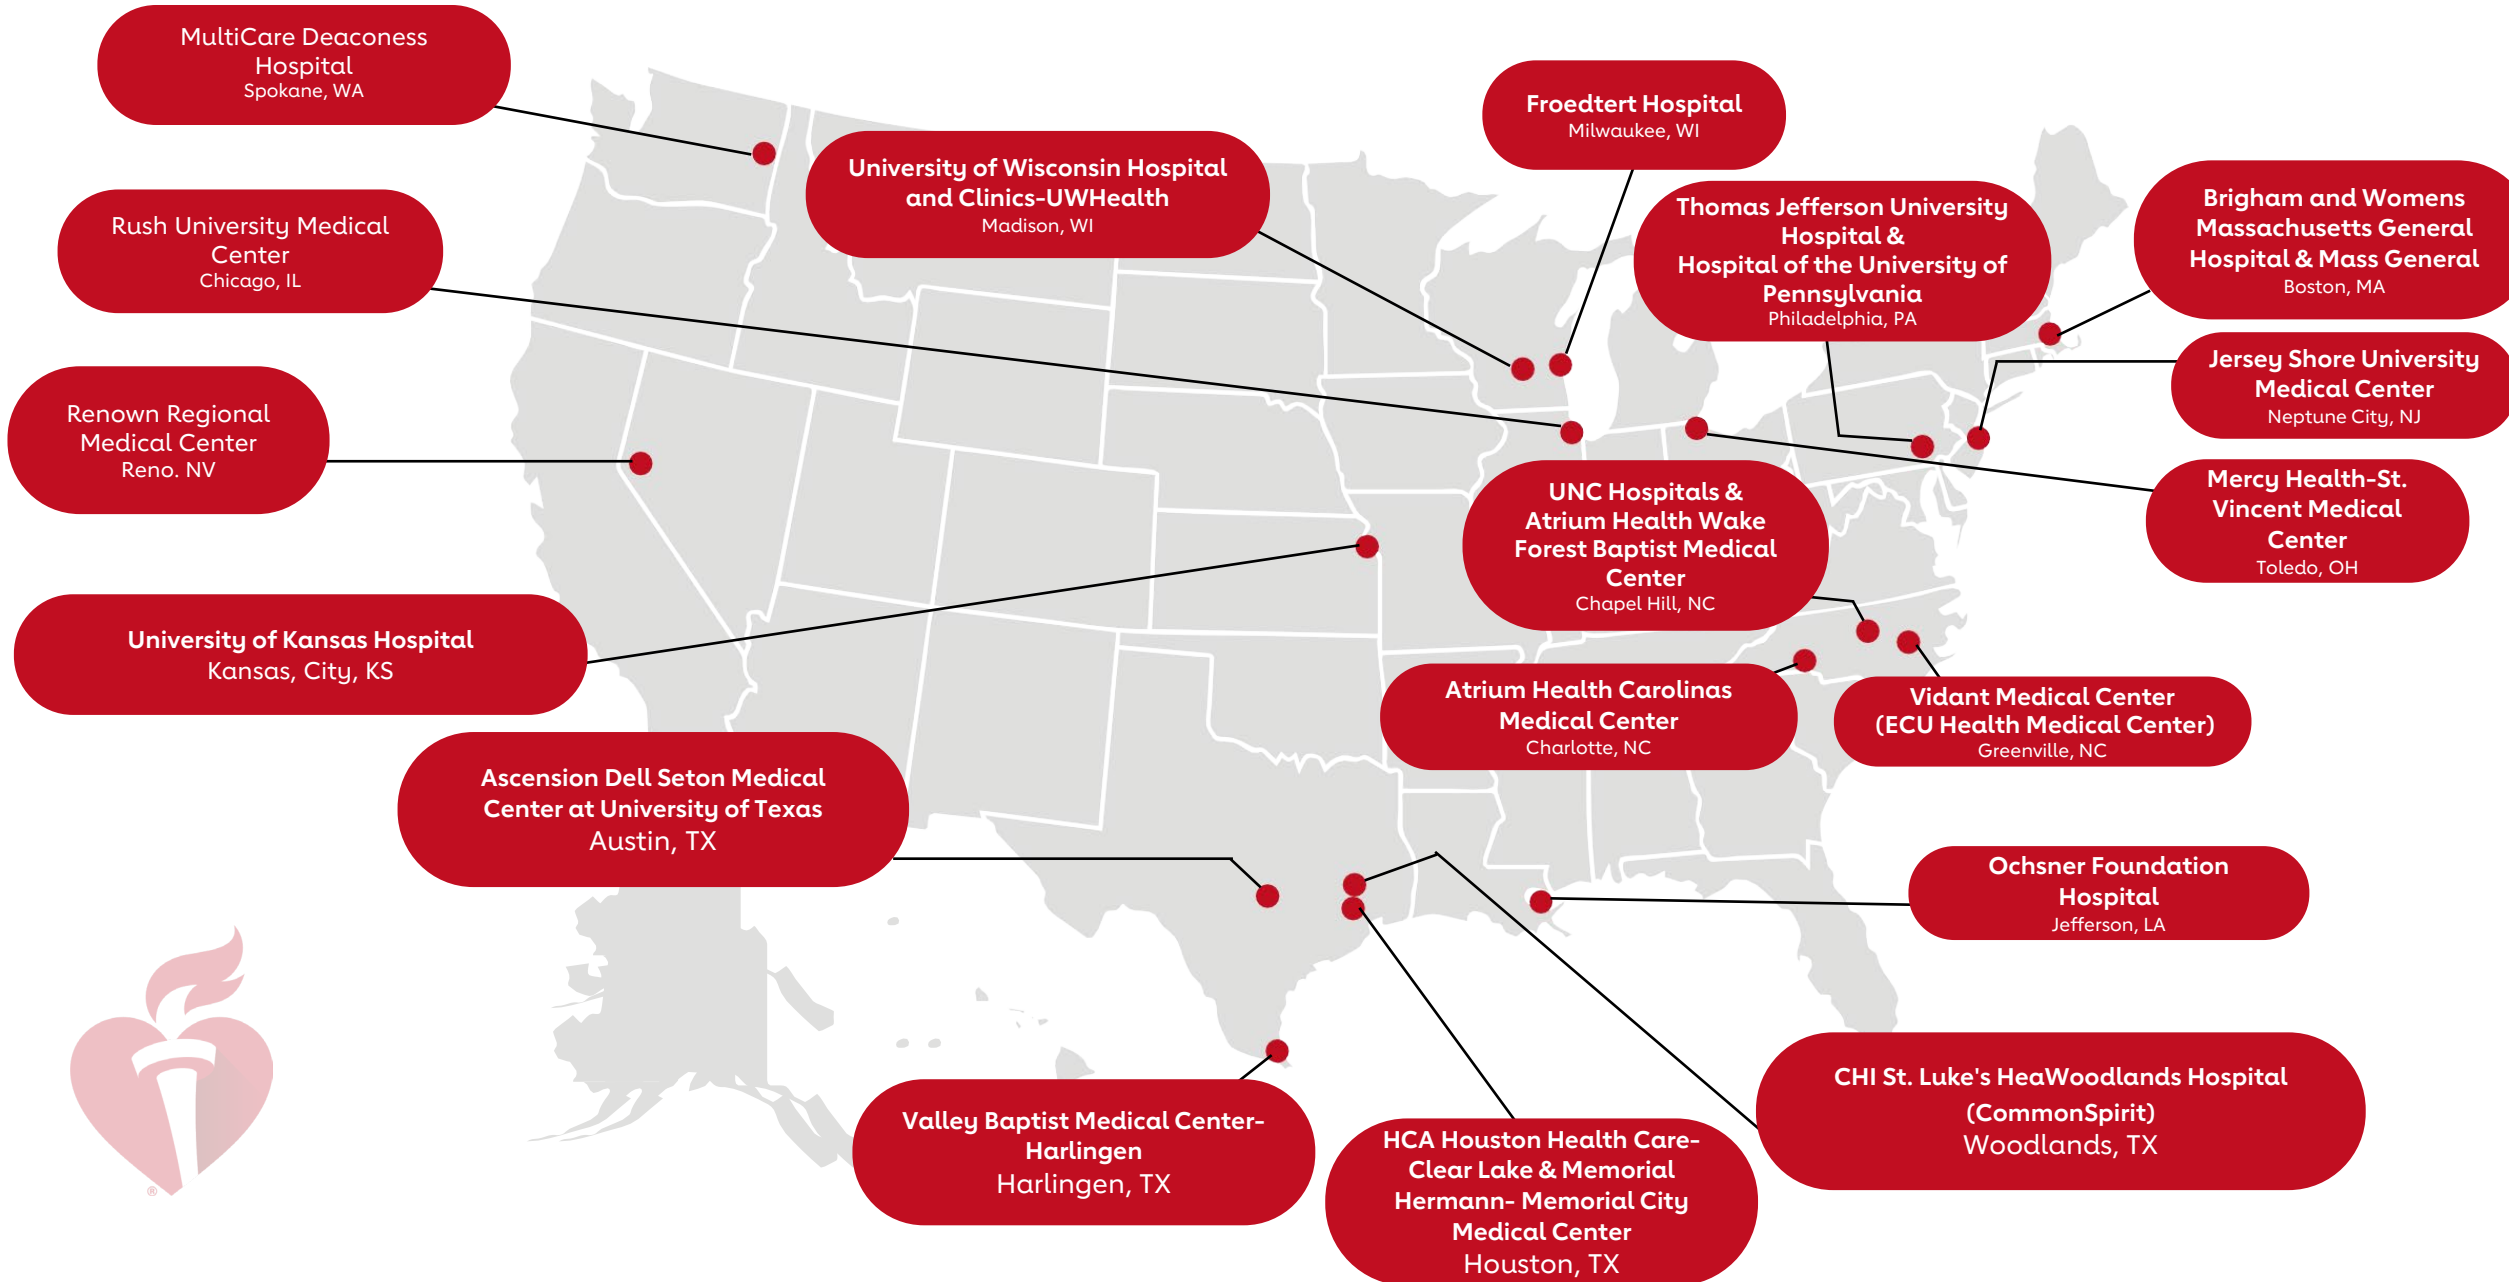 MultiCare Deaconess
Hospital
Spokane, WA
Froedtert Hospital
Milwaukee, WI
University of Wisconsin Hospital
and Clinics-UWHealth
Madison, WI
Thomas Jefferson University
Hospital &
Hospital of the University of
Pennsylvania
Philadelphia, PA
Brigham and Womens
Massachusetts General
Hospital & Mass General
Boston, MA
Rush University Medical
Center
Chicago, IL
Jersey Shore University
Medical Center
Neptune City, NJ
Renown Regional
Medical Center
Reno. NV
Mercy Health-St.
Vincent Medical
Center
Toledo, OH
UNC Hospitals &
Atrium Health Wake
Forest Baptist Medical
Center
Chapel Hill, NC
University of Kansas Hospital
Kansas, City, KS
Atrium Health Carolinas
Medical Center
Charlotte, NC
Vidant Medical Center
(ECU Health Medical Center)
Greenville, NC
Ascension Dell Seton Medical
Center at University of Texas
Austin, TX
Ochsner Foundation
Hospital
Jefferson, LA
CHI St. Luke's HeaWoodlands Hospital
(CommonSpirit)
Woodlands, TX
Valley Baptist Medical Center-
Harlingen
Harlingen, TX
HCA Houston Health Care-
Clear Lake & Memorial
Hermann- Memorial City
Medical Center
Houston, TX
®